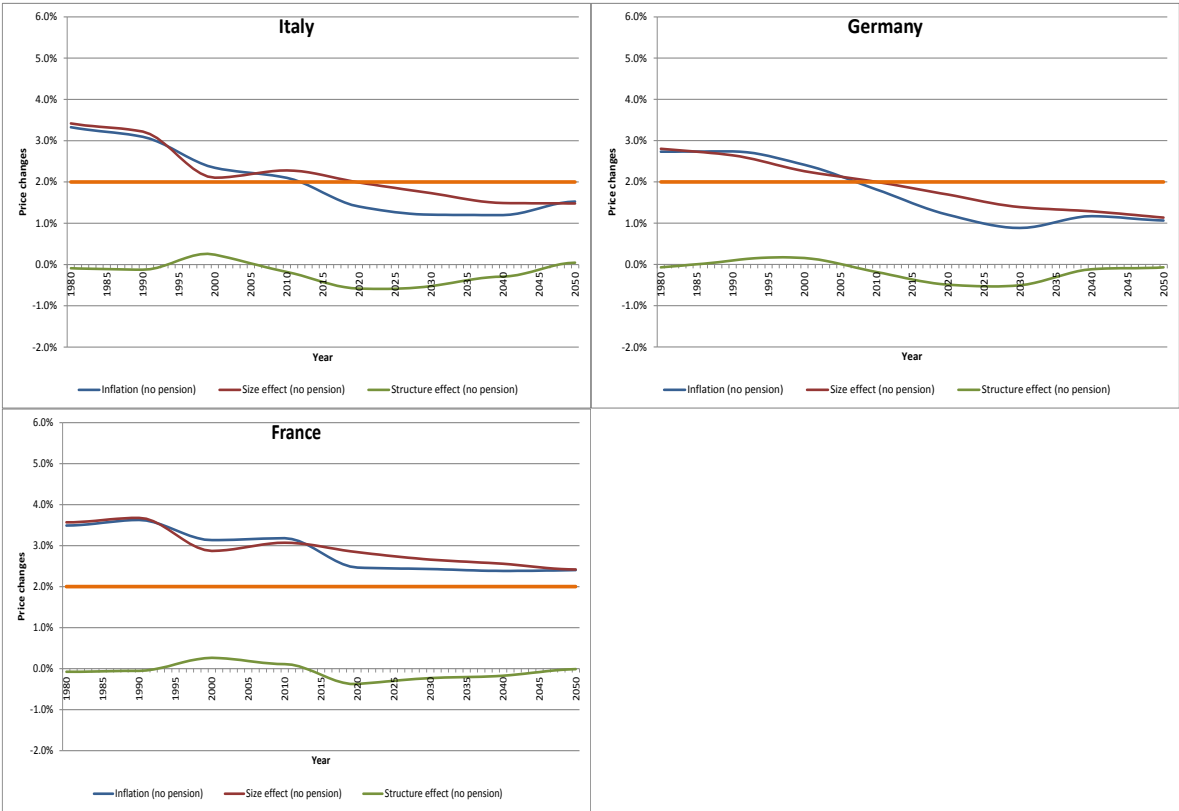 Italy
6.0%
5.0%
4.0%
3.0%
2.0%
1.0%
0.0%
-1.0%
-2.0%
Price changes
1980 1985 1990 1995 2000 2005 2010 2015 2020 2025 2030 2035 2040 2045 2050
Year
Inflation (no pension) Size effect (no pension) Structure effect (no pension)
Germany
6.0%
5.0%
4.0%
3.0%
2.0%
1.0%
0.0%
-1.0%
-2.0%
Price changes
1980 1985 1990 1995 2000 2005 2010 2015 2020 2025 2030 2035 2040 2045 2050
Year
Inflation (no pension) Size effect (no pension) Structure effect (no pension)
France
6.0%
5.0%
4.0%
3.0%
2.0%
1.0%
0.0%
-1.0%
-2.0%
Price changes
1980 1985 1990 1995 2000 2005 2010 2015 2020 2025 2030 2035 2040 2045 2050
Year
Inflation (no pension) Size effect (no pension) Structure effect (no pension)